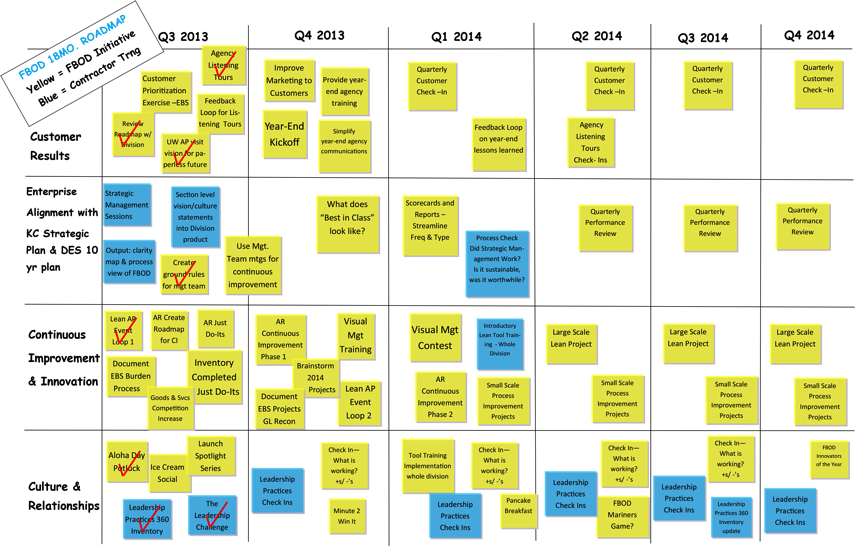 FBOD 18MO. ROADMAP
Yellow = FBOD Initiative
Blue = Contractor Trng
Q3 2013
Q4 2013
Q1 2014
Q2 2014
Q3 2014
Q4 2014
Customer
Results
Agency
Listening
Tours
Customer
Prioritization
Exercise –EBS
Feedback
Loop for Lis-
tening Tours
Review
Roadmap w/
Division
UW AP visit
vision for pa-
perless future
Improve
Marketing to
Customers
Provide year-
end agency
training
Year-End
Kickoff
Simplify
year-end agency
communications
Quarterly
Customer
Check –In
Feedback Loop
on year-end
lessons learned
Quarterly
Customer
Check –In
Agency
Listening
Tours
Check- Ins
Quarterly
Customer
Check –In
Quarterly
Customer
Check –In
Enterprise
Alignment with
KC Strategic
Plan & DES 10
yr plan
Strategic
Management
Sessions
Section level
vision/culture
statements
into Division
product
Output: clarity
map & process
view of FBOD
Create
ground rules
for mgt team
Use Mgt.
Team mtgs for
continuous
improvement
What does
“Best in Class”
look like?
Scorecards and
Reports –
Streamline
Freq & Type
Process Check
Did Strategic Man-
agement Work?
Is it sustainable,
was it worthwhile?
Quarterly
Performance
Review
Quarterly
Performance
Review
Quarterly
Performance
Review
Continuous
Improvement
& Innovation
Lean AP
Event
Loop 1
AR Create
Roadmap
for CI
AR Just
Do-Its
Document
EBS Burden
Process
Inventory
Completed
Just Do-Its
Goods & Svcs
Competition
Increase
AR
Continuous
Improvement
Phase 1
Visual
Mgt
Training
Brainstorm
2014
Projects
Document
EBS Projects
GL Recon
Lean AP
Event
Loop 2
Visual Mgt
Contest
Introductory
Lean Tool Train-
ing - Whole
Division
AR
Continuous
Improvement
Phase 2
Small Scale
Process
Improvement
Projects
Large Scale
Lean Project
Small Scale
Process
Improvement
Projects
Large Scale
Lean Project
Small Scale
Process
Improvement
Projects
Large Scale
Lean Project
Small Scale
Process
Improvement
Projects
Culture &
Relationships
Aloha Day
Potluck
Ice Cream
Social
Launch
Spotlight
Series
Leadership
Practices 360
Inventory
The
Leadership
Challenge
Leadership
Practices
Check Ins
Check In—
What is
working?
+s/ -'s
Minute 2
Win It
Tool Training
Implementation
whole division
Check In—
What is
working?
+s/ -'s
Leadership
Practices
Check Ins
Pancake
Breakfast
Leadership
Practices
Check Ins
Check In—
What is
working?
+s/ -'s
FBOD
Mariners
Game?
Leadership
Practices
Check Ins
Check In—
What is
working?
+s/ -'s
Leadership
Practices 360
Inventory
update
Leadership
Practices
Check Ins
FBOD
Innovators
of the Year